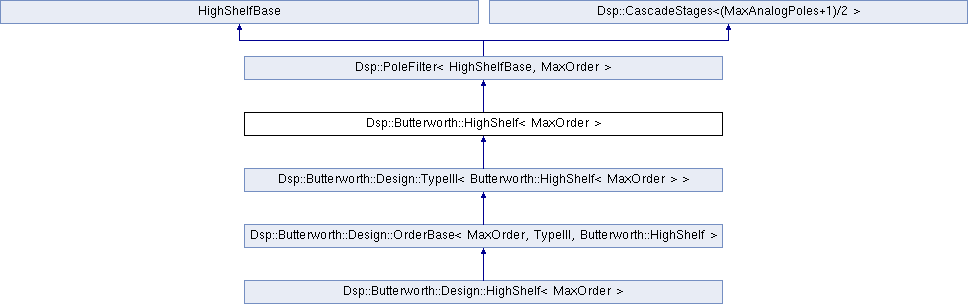 HighShelfBase
Dsp::CascadeStages<(MaxAnalogPoles+1)/2 >
Dsp::PoleFilter< HighShelfBase, MaxOrder >
Dsp::Butterworth::HighShelf< MaxOrder >
Dsp::Butterworth::Design::TypeIII< Butterworth::HighShelf< MaxOrder > >
Dsp::Butterworth::Design::OrderBase< MaxOrder, TypeIII, Butterworth::HighShelf >
Dsp::Butterworth::Design::HighShelf< MaxOrder >